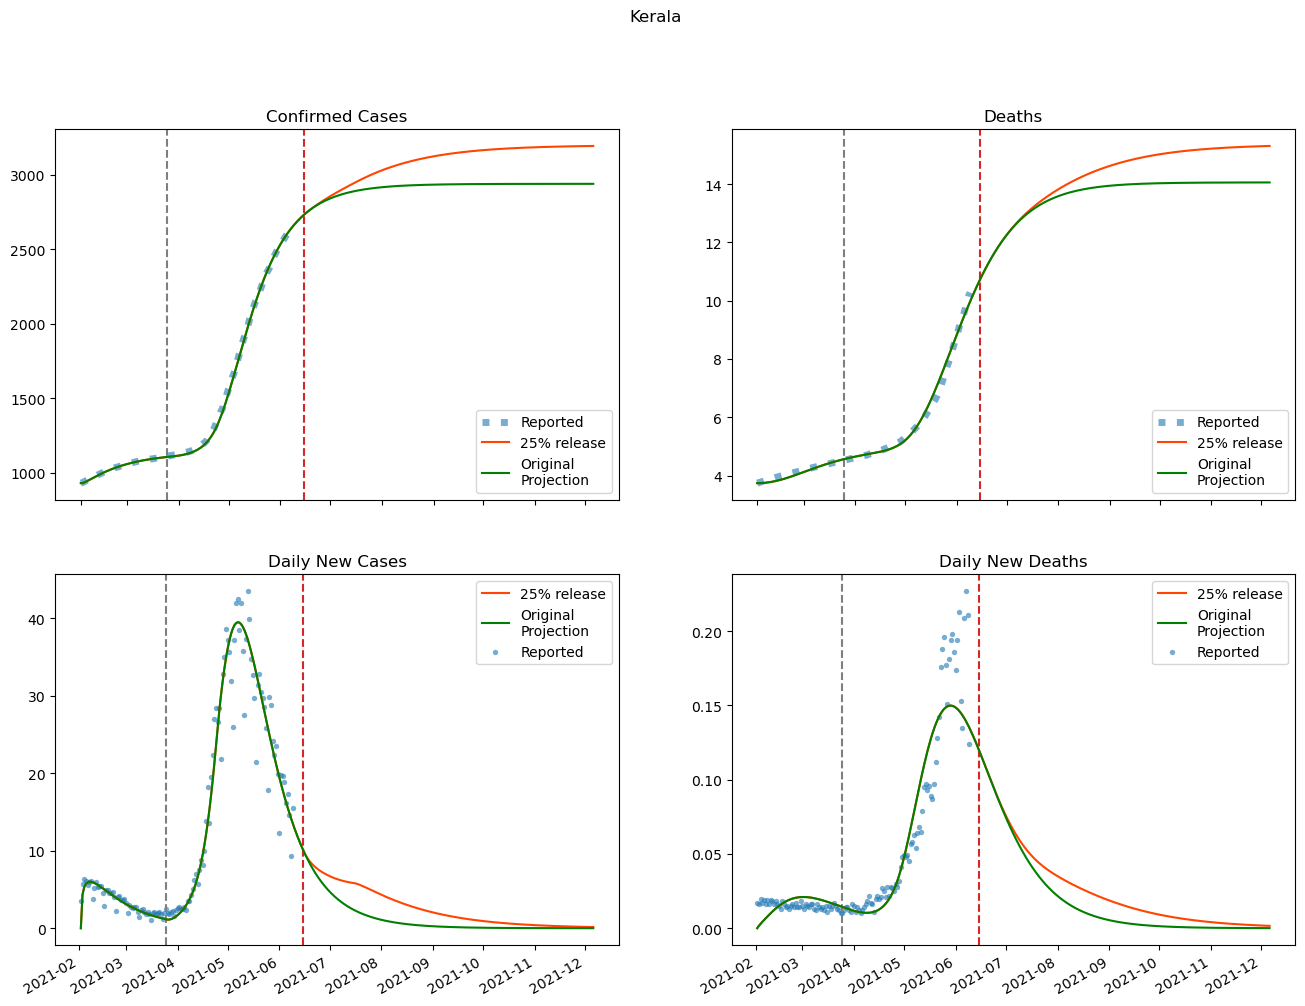 Kerala
Confirmed Cases
3000
2500
2000
1500
1000
Reported
25% release
Original
Projection
Deaths
14
12
10
8
6
4
Reported
25% release
Original
Projection
Daily New Cases
40
30
20
10
0
25% release
Original
Projection
Reported
2021-02
2021-03
2021-04
2021-05
2021-06
2021-07
2021-08
2021-09
2021-10
2021-11
2021-12
Daily New Deaths
0.20
0.15
0.10
0.05
0.00
25% release
Original
Projection
Reported
2021-02
2021-03
2021-04
2021-05
2021-06
2021-07
2021-08
2021-09
2021-10
2021-11
2021-12